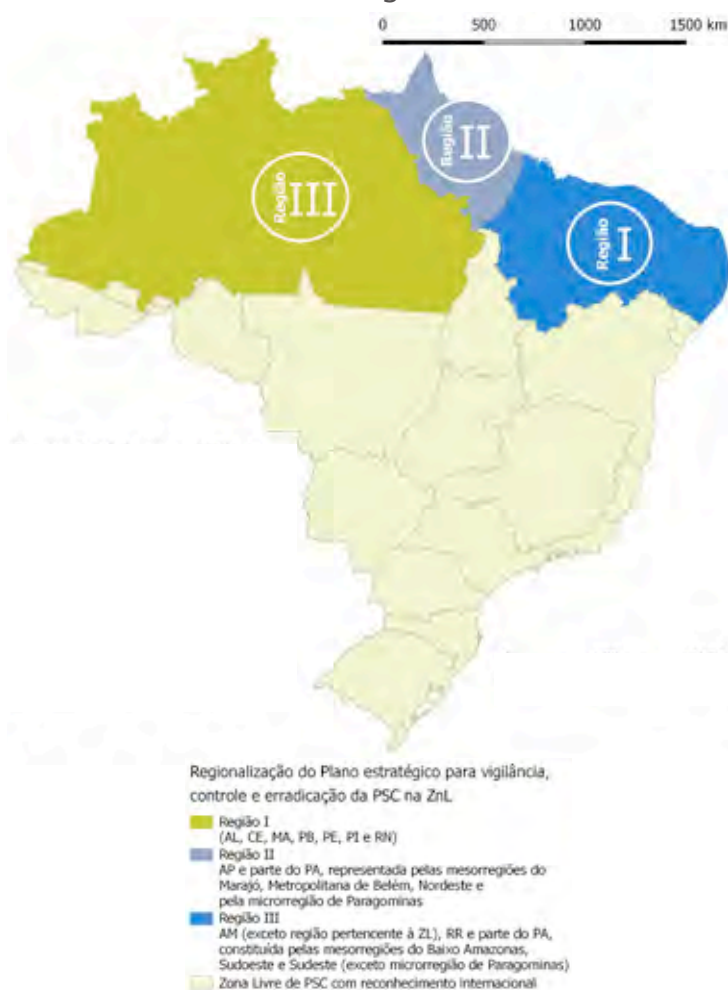 0 500 1000 1500 km
Região II
Região III
Região I
Regionalização do Plano estratégico para vigilância,
controle e erradicação da PSC na ZnL
Região I
(AL, CE, MA, PB, PE, PI e RN)
Região II
AP e parte do PA, representada pelas mesorregiões do
Marajó, Metropolitana de Belém, Nordeste e
pela microrregião de Paragominas
Região III
AM (exceto região pertencente à ZL), RR e parte do PA,
constituída pelas mesorregiões do Baixo Amazonas,
Sudoeste e Sudeste (exceto microrregião de Paragominas)
Zona Livre de PSC com reconhecimento internacional